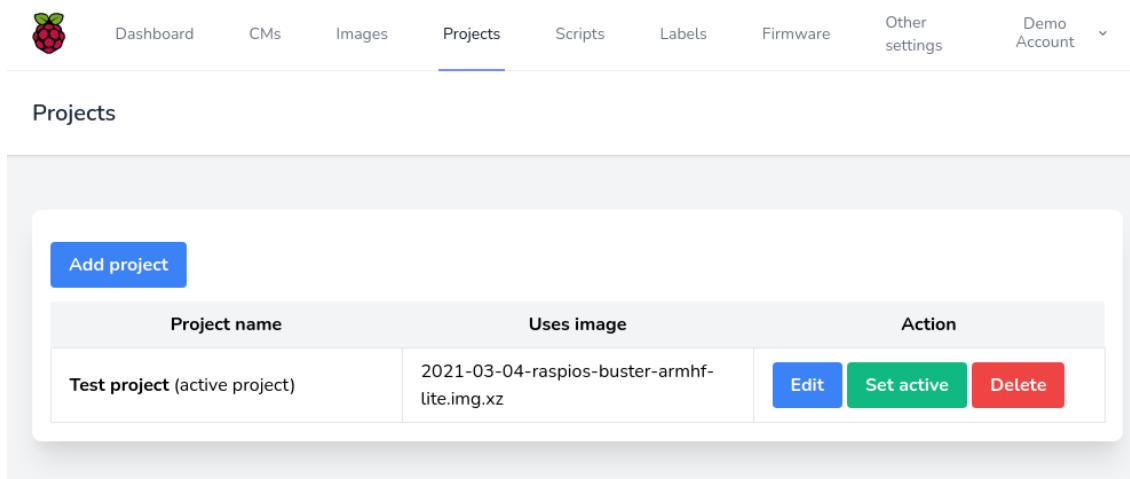 Dashboard CMs Images Projects Scripts Labels Firmware Other settings Demo Account
Projects
Add project
Project name Uses image Action
Test project (active project)
2021-03-04-raspios-buster-armhf-
lite.img.xz
Edit Set active Delete